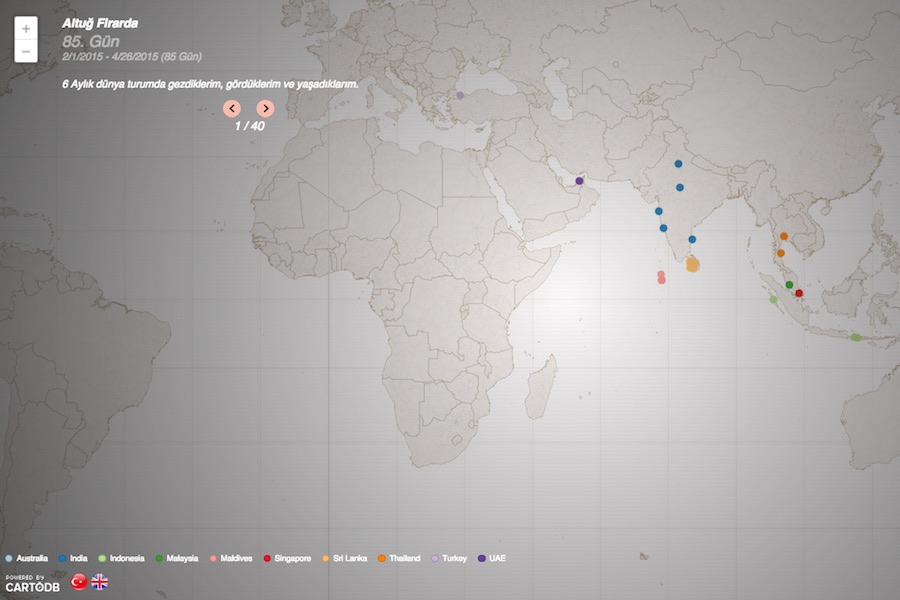 +
Altuğ Firarda
85. Gün
2/1/2015 - 4/26/2015 (85 Gün)
6 Aylık dünya turumda gezdiklerim, gördüklerim ve yaşadıklarım.
1 / 40
Australia India Indonesia Malaysia Maldives Singapore Sri Lanka Thailand Turkey UAE
POWERED BY
CARTODB